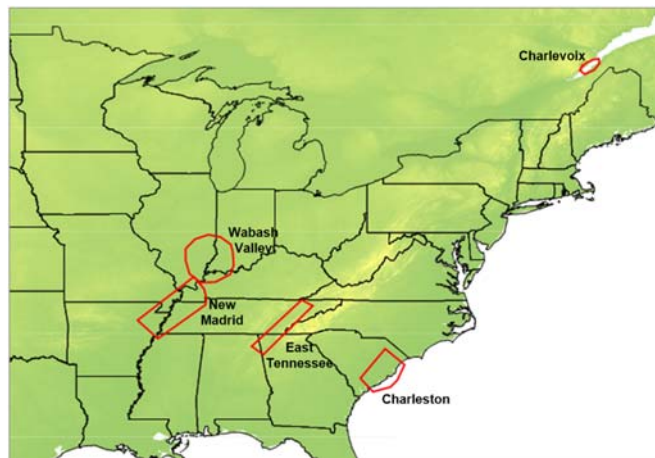 Charlevoix
Wabash
Valley
New
Madrid
East
Tennessee
Charleston